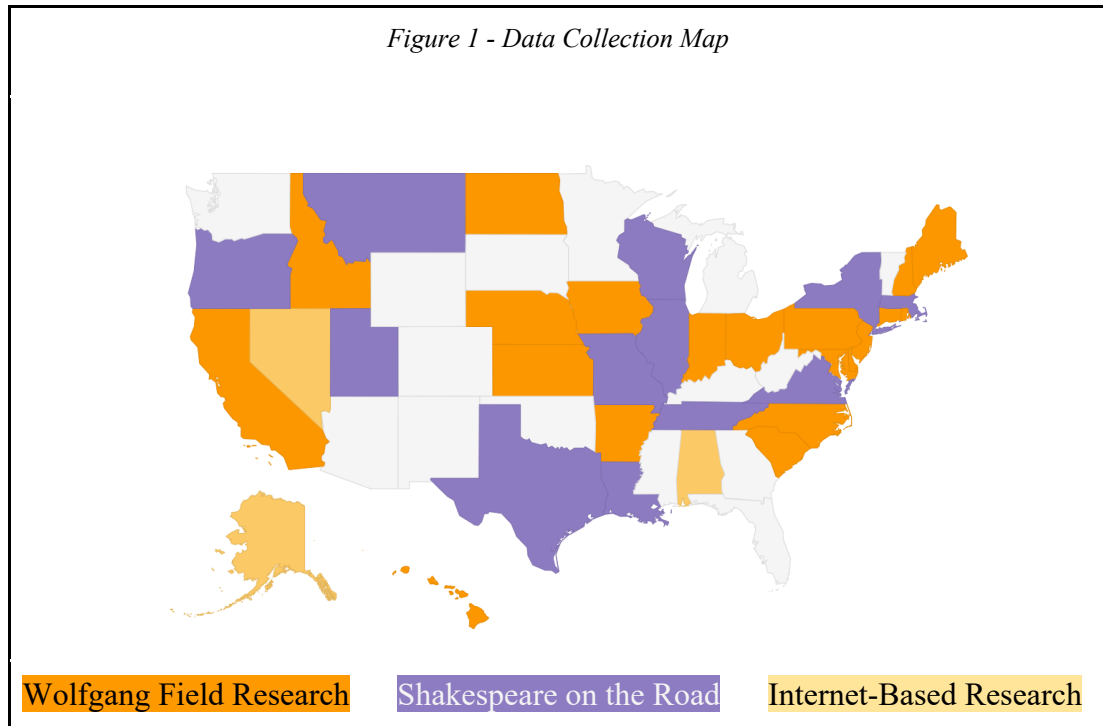 Figure 1 - Data Collection Map
Wolfgang Field Research Shakespeare on the Road Internet-Based Research